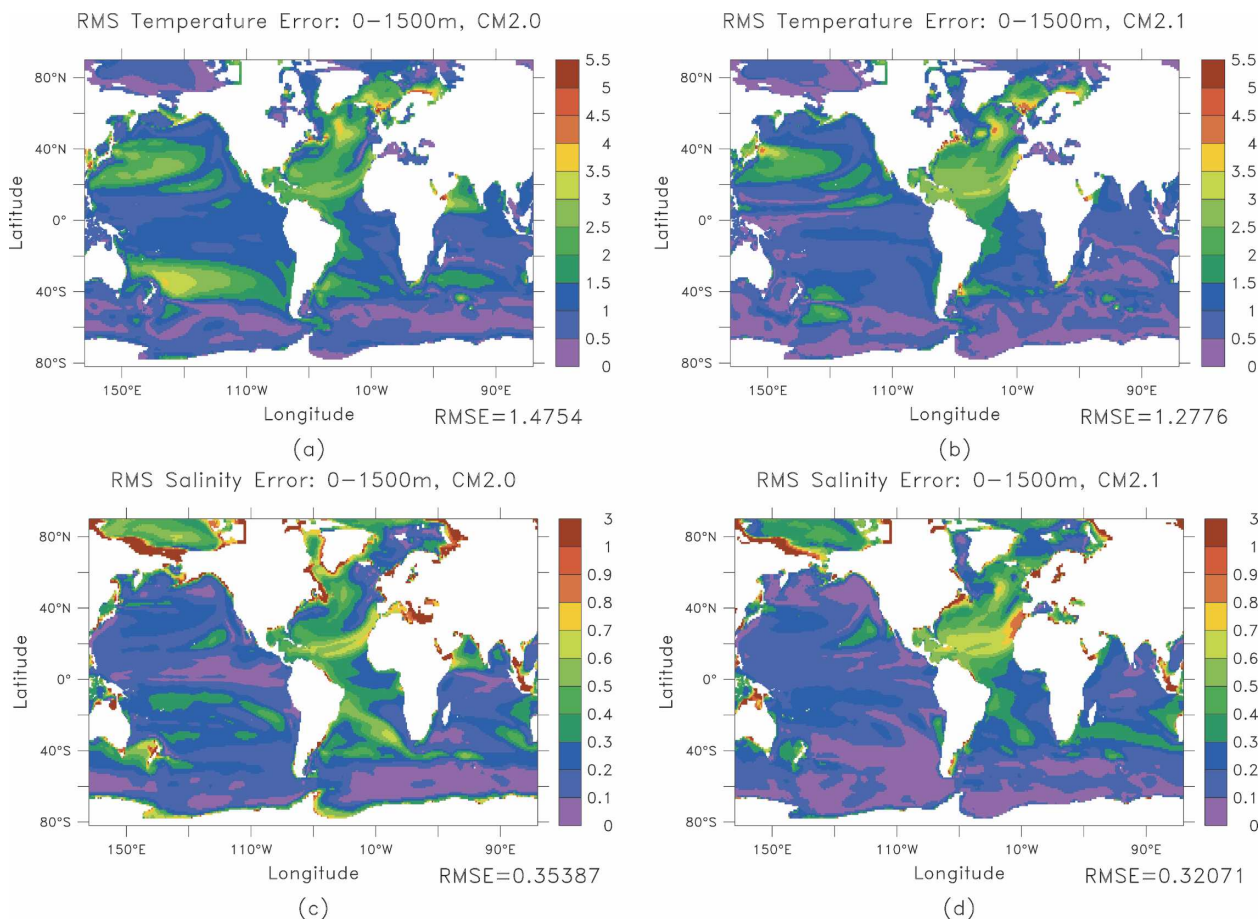 RMS Temperature Error: 0-1500m, CM2.0
80°N
40°N
0°
40°S
80°S
Latitude
150°E
110°W
10°W
90°E
Longitude
RMSE=1.4754
5.5
5
4.5
4
3.5
3
2.5
2
1.5
1
0.5
0
(a)
RMS Temperature Error: 0-1500m, CM2.1
80°N
40°N
0°
40°S
80°S
Latitude
150°E
110°W
10°W
90°E
Longitude
RMSE=1.2776
5.5
5
4.5
4
3.5
3
2.5
2
1.5
1
0.5
0
(b)
RMS Salinity Error: 0-1500m, CM2.0
80°N
40°N
0°
40°S
80°S
Latitude
150°E
110°W
10°W
90°E
Longitude
RMSE=0.35387
3
1
0.9
0.8
0.7
0.6
0.5
0.4
0.3
0.2
0.1
0
(c)
RMS Salinity Error: 0-1500m, CM2.1
80°N
40°N
0°
40°S
80°S
Latitude
150°E
110°W
10°W
90°E
Longitude
RMSE=0.32071
3
1
0.9
0.8
0.7
0.6
0.5
0.4
0.3
0.2
0.1
0
(d)